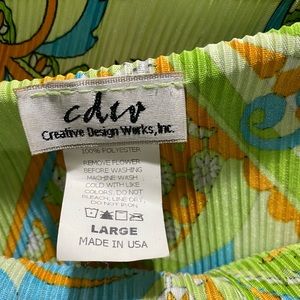 cdw
Creative Design Works, Inc.
100% POLYESTER
REMOVE FLOWER
BEFORE WASHING
MACHINE WASH
COLD WITH LIKE
COLORS, DO NOT
BLEACH, LINE DRY,
DO NOT IRON
LARGE
MADE IN USA